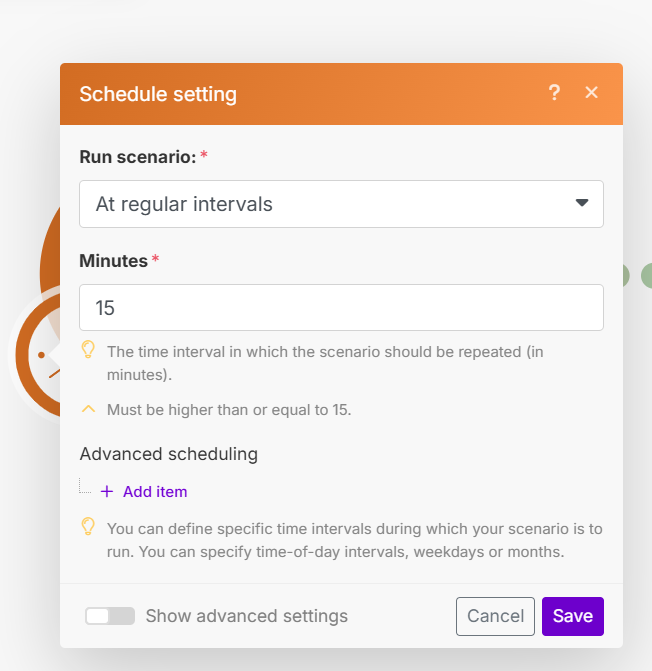 Schedule setting ? ×
Run scenario: *
At regular intervals
Minutes *
15
The time interval in which the scenario should be repeated (in
minutes).
Must be higher than or equal to 15.
Advanced scheduling
+ Add item
You can define specific time intervals during which your scenario is to
run. You can specify time-of-day intervals, weekdays or months.
Show advanced settings Cancel Save